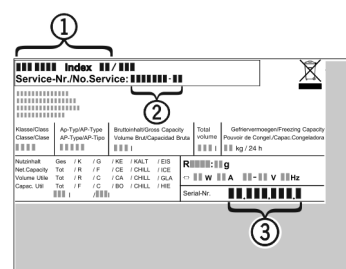 1
Index /
Service-Nr./No.Service: -
2
Klasse/Class Ap-Typ/AP-Type Bruttoinhalt/Gross Capacity Total Gefriervermoegen/Freezing Capacity
Classe/Clase AP-Type/AP-Tipo Volume Brut/Capacidad Bruta volume Pouvoir de Congel./Capac.Congeladora
l l kg / 24 h
Nutzinhalt Ges / K / G / KE / KALT / EIS
Net.Capacity Tot / R / F / CE / CHILL / ICE
Volume Utile Tot / R / C / CA / CHILL / GLA
Capac. Util Tot / F / C / BO / CHILL / HIE
l / l
R : g
W A - V Hz
Serial-Nr. . . .
3